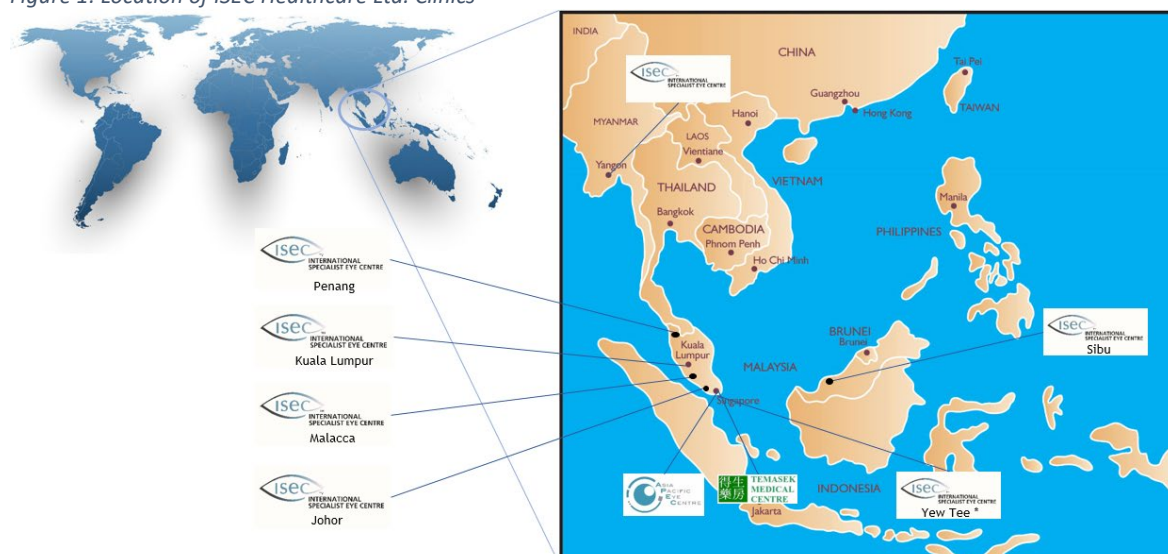 Figure 1: Location of ISEC Healthcare Ltd. Clinics
isec
INTERNATIONAL
SPECIALIST EYE CENTRE
Penang
isec
INTERNATIONAL
SPECIALIST EYE CENTRE
Kuala Lumpur
isec
INTERNATIONAL
SPECIALIST EYE CENTRE
Malacca
isec
INTERNATIONAL
SPECIALIST EYE CENTRE
Johor
INDIA
CHINA
isec
INTERNATIONAL
SPECIALIST EYE CENTRE
Tai Pei
TAIWAN
Guangzhou
Hong Kong
MYANMAR
Hanoi
LAOS
Vientiane
Yangon
VIETNAM
THAILAND
Bangkok
CAMBODIA
Phnom Penh
Ho Chi Minh
Manila
PHILIPPINES
BRUNEI
Brunei
isec
INTERNATIONAL
SPECIALIST EYE CENTRE
Sibu
Kuala
Lumpur
MALAYSIA
Singapore
ASIA
PACIFIC
EYE
CENTRE
得生
藥房
TEMASEK
MEDICAL
CENTRE
INDONESIA
Jakarta
isec
INTERNATIONAL
SPECIALIST EYE CENTRE
Yew Tee *